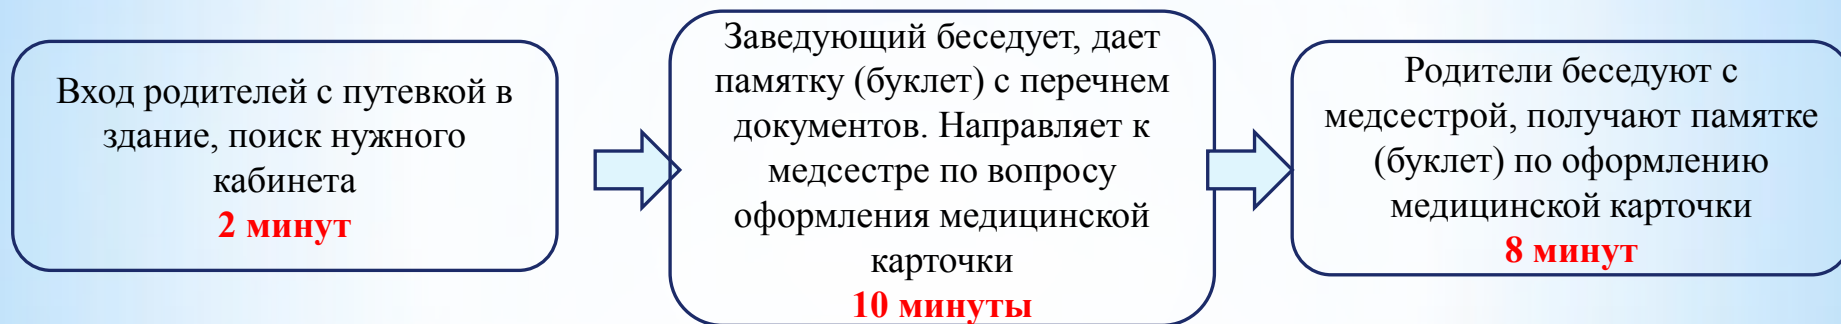 Вход родителей с путевкой в
здание, поиск нужного
кабинета
2 минут
Заведующий беседует, дает
памятку (буклет) с перечнем
документов. Направляет к
медсестре по вопросу
оформления медицинской
карточки
10 минуты
Родители беседуют с
медсестрой, получают памятке
(буклет) по оформлению
медицинской карточки
8 минут